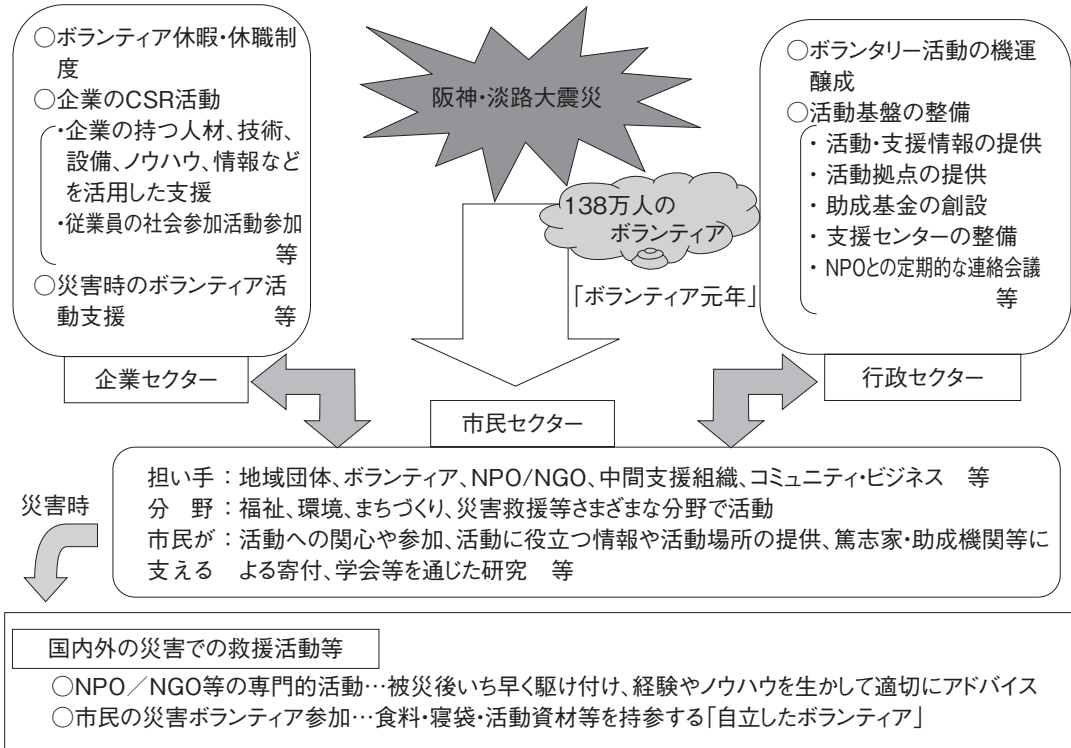 ○ボランティア休暇・休職制
度
○企業のCSR活動
・企業の持つ人材、技術、
設備、ノウハウ、情報など
を活用した支援
・従業員の社会参加活動参加
等
○災害時のボランティア活
動支援 等
企業セクター
阪神・淡路大震災
138万人の
ボランティア
「ボランティア元年」
○ボランタリー活動の機運
醸成
○活動基盤の整備
・ 活動・支援情報の提供
・ 活動拠点の提供
・ 助成基金の創設
・ 支援センターの整備
・ NPOとの定期的な連絡会議
等
行政セクター
市民セクター
担い手：地域団体、ボランティア、NPO/NGO、中間支援組織、コミュニティ・ビジネス 等
分 野：福祉、環境、まちづくり、災害救援等さまざまな分野で活動
市民が：活動への関心や参加、活動に役立つ情報や活動場所の提供、篤志家・助成機関等に
支える よる寄付、学会等を通じた研究 等
災害時
国内外の災害での救援活動等
○NPO／NGO等の専門的活動…被災後いち早く駆け付け、経験やノウハウを生かして適切にアドバイス
○市民の災害ボランティア参加…食料・寝袋・活動資材等を持参する「自立したボランティア」